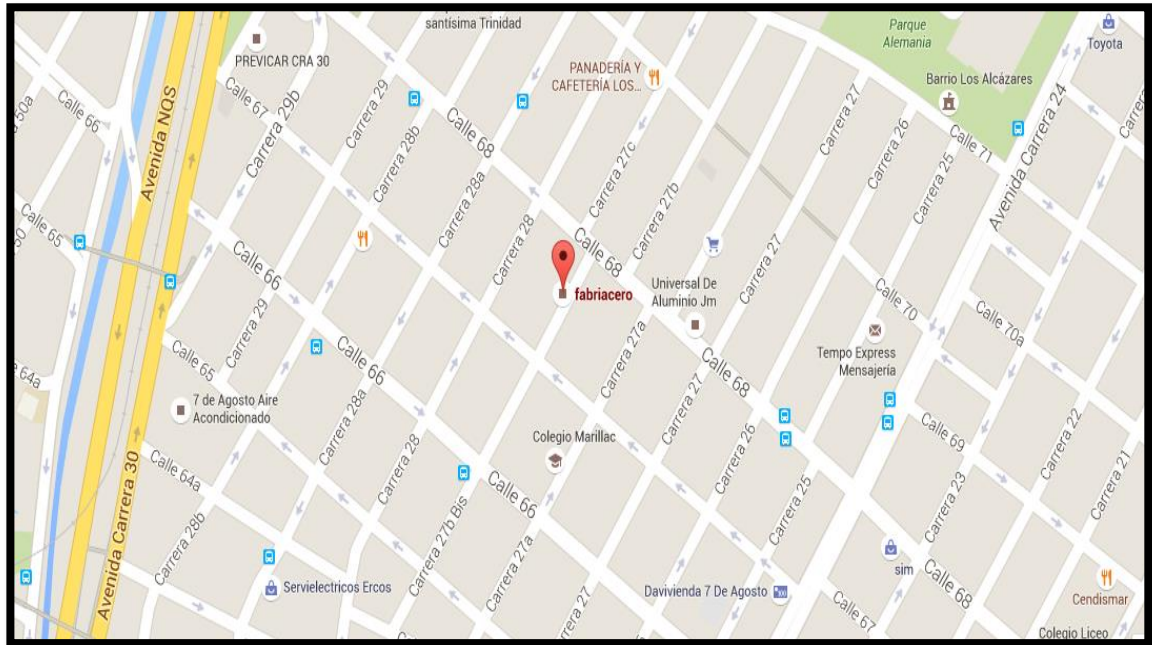 santísima Trinidad
Parque
Alemania
Toyota
PREVICAR CRA 30
PANADERÍA Y
CAFETERÍA LOS...
Barrio Los Alcázares
50a
Calle 66
Calle 67
Carrera 29b
Carrera 29
Carrera 28b
Calle 68
Carrera 28a
Carrera 28
Carrera 27c
Carrera 27b
Carrera 27
Carrera 26
Carrera 25
Calle 71
Avenida Carrera 24
Carrera
Avenida NQS
Calle 65
50
Calle 66
Calle 68
fabriacero
Universal De
Aluminio Jm
Carrera 27
Calle 70
Calle 70a
Tempo Express
Mensajería
64a
Calle 65
Carrera 29
Calle 66
Carrera 27a
Calle 68
7 de Agosto Aire
Acondicionado
Carrera 28a
Carrera 28
Colegio Marillac
Carrera 27
Carrera 26
Carrera 25
Calle 69
Carrera 22
Carrera 21
Carrera 23
Avenida Carrera 30
Calle 64a
Carrera 28b
Carrera 27b Bis
Calle 66
Carrera 27a
Servielectricos Ercos
Davivienda 7 De Agosto
sim
Calle 68
Calle 67
Cendismar
Colegio Liceo